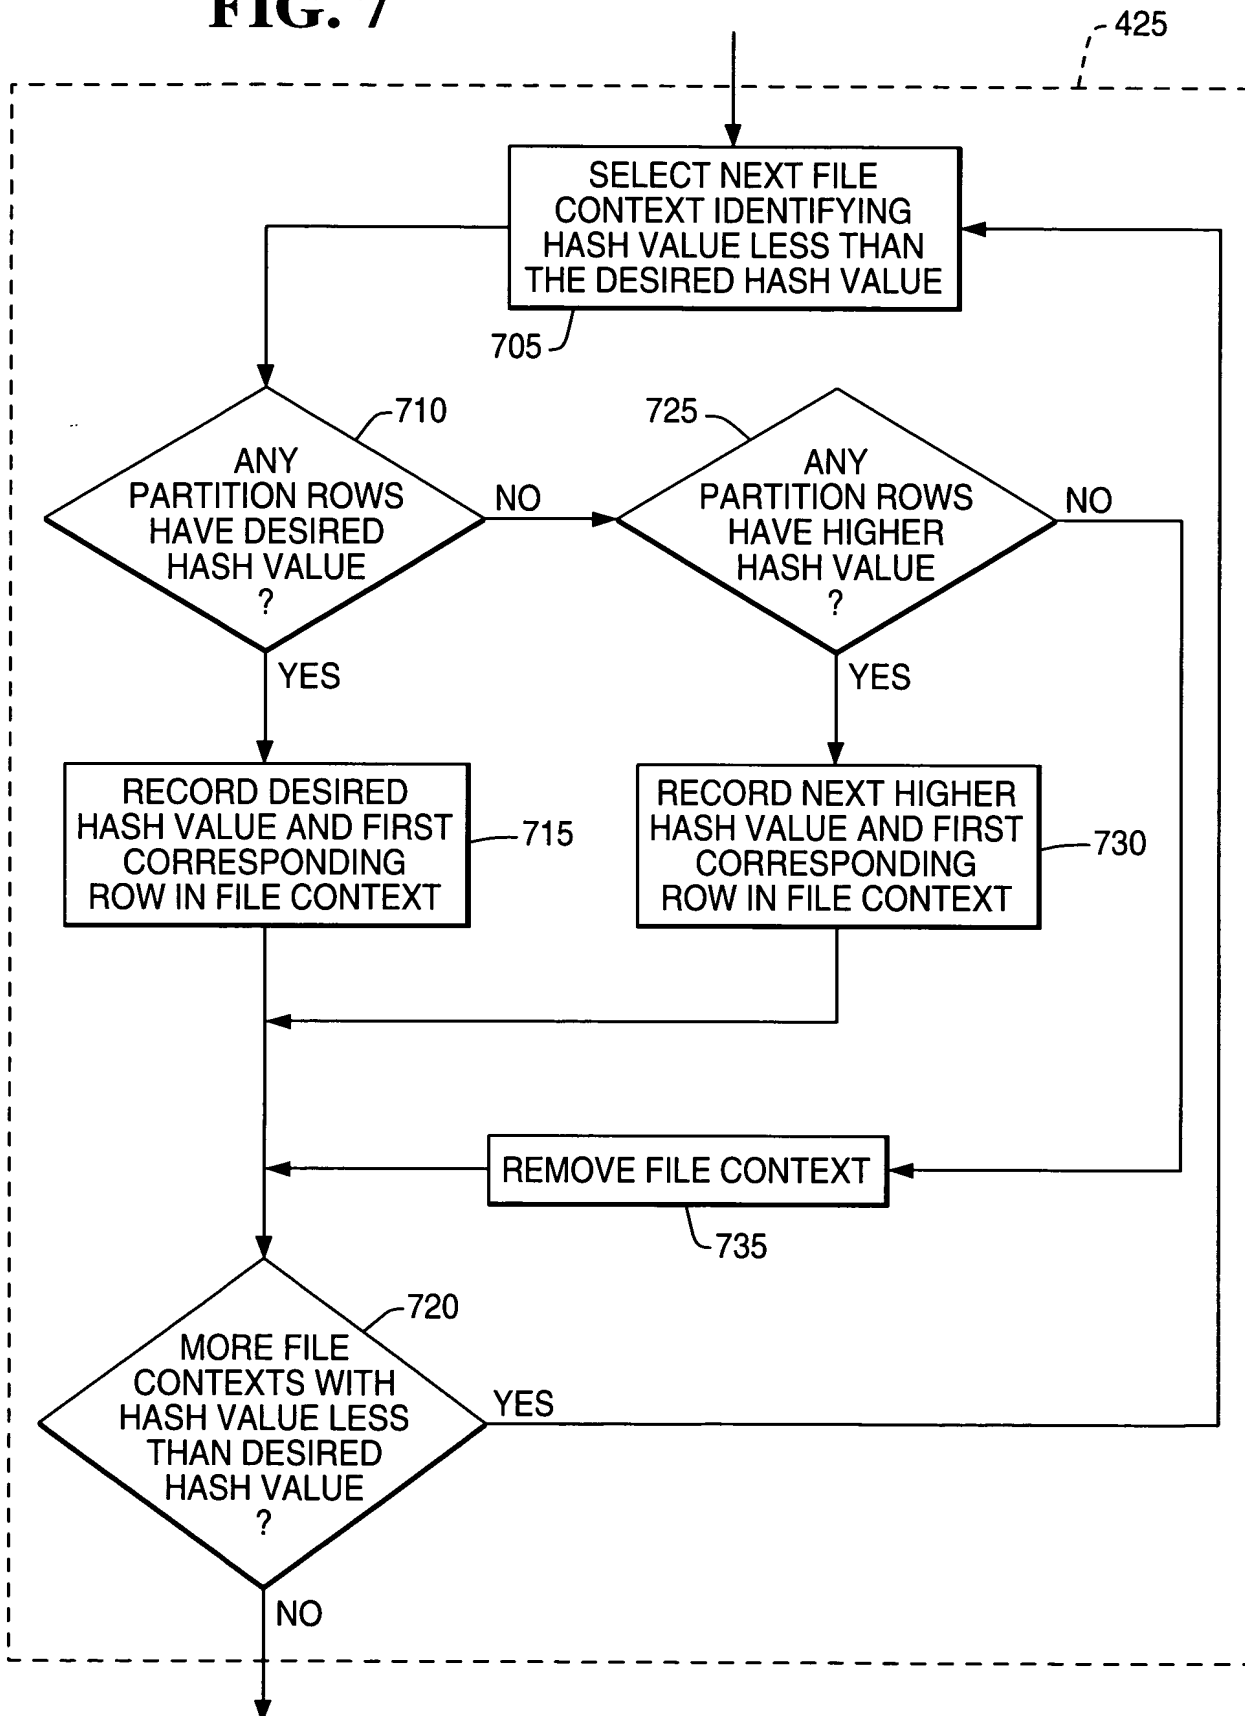 FIG. 7
425
SELECT NEXT FILE
CONTEXT IDENTIFYING
HASH VALUE LESS THAN
THE DESIRED HASH VALUE
705
710
ANY
PARTITION ROWS
HAVE DESIRED
HASH VALUE
?
NO
YES
725
ANY
PARTITION ROWS
HAVE HIGHER
HASH VALUE
?
NO
YES
RECORD DESIRED
HASH VALUE AND FIRST
CORRESPONDING
ROW IN FILE CONTEXT
715
RECORD NEXT HIGHER
HASH VALUE AND FIRST
CORRESPONDING
ROW IN FILE CONTEXT
730
REMOVE FILE CONTEXT
735
720
MORE FILE
CONTEXTS WITH
HASH VALUE LESS
THAN DESIRED
HASH VALUE
?
YES
NO